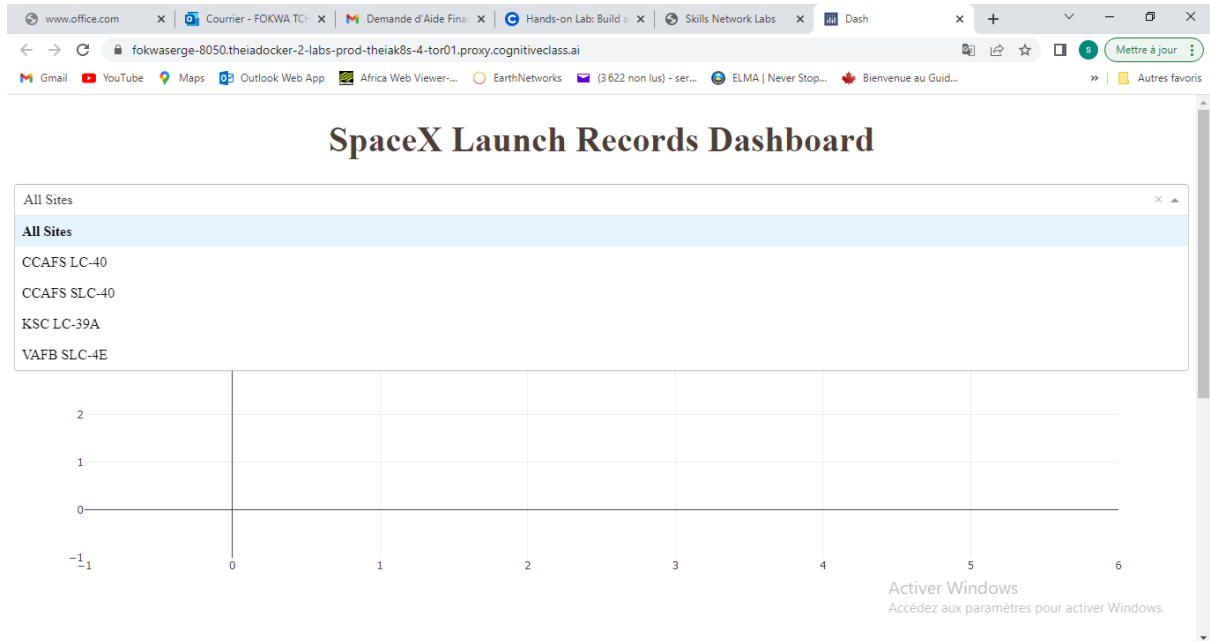 www.office.com
Courrier - FOKWA TCH
Demande d'Aide Finan
Hands-on Lab: Build a
Skills Network Labs
Dash
fokwaserge-8050.theiadocker-2-labs-prod-theiak8s-4-tor01.proxy.cognitiveclass.ai
s
Mettre à jour
Gmail
YouTube
Maps
Outlook Web App
Africa Web Viewer-...
EarthNetworks
(3 622 non lus) - ser...
ELMA | Never Stop...
Bienvenue au Guid...
»
Autres favoris
SpaceX Launch Records Dashboard
All Sites
All Sites
CCAFS LC-40
CCAFS SLC-40
KSC LC-39A
VAFB SLC-4E
2
1
0
−1
−1 0 1 2 3 4 5 6
Activer Windows
Accédez aux paramètres pour activer Windows.